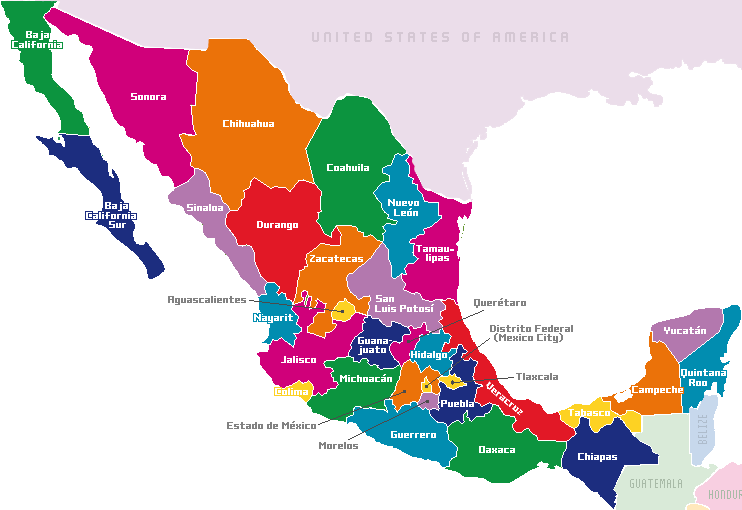 UNITED STATES OF AMERICA
Baja
California
Sonora
Chihuahua
Coahuila
Baja
California
Sur
Sinaloa
Nuevo
León
Durango
Tamau-
lipas
Zacatecas
Aguascalientes
San
Luis Potosí
Querétaro
Nayarit
Distrito Federal
(Mexico City)
Yucatán
Guana-
juato
Hidalgo
Jalisco
Quintana
Roo
Michoacán
Tlaxcala
Campeche
Colima
Puebla
Veracruz
Tabasco
Estado de México
Guerrero
BELIZE
Morelos
Oaxaca
Chiapas
GUATEMALA
HONDUR